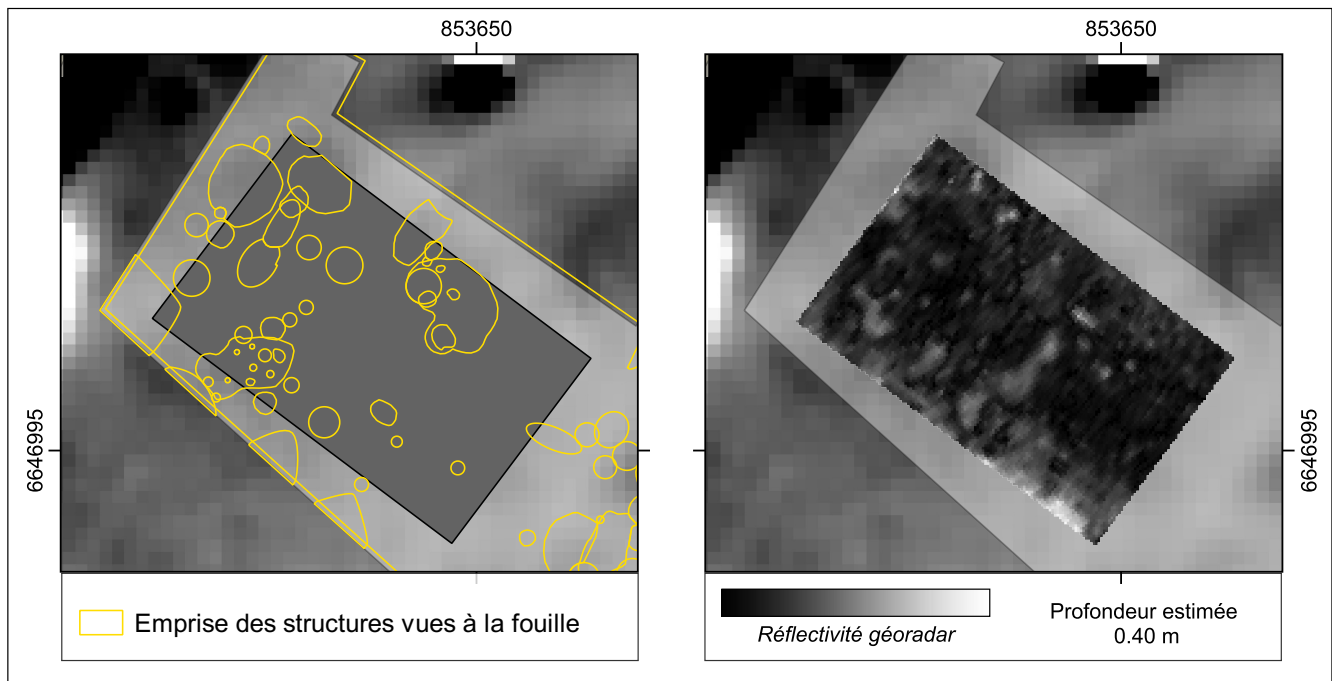 853650
853650
6646995
6646995
Emprise des structures vues à la fouille
Réflectivité géoradar
Profondeur estimée
0.40 m